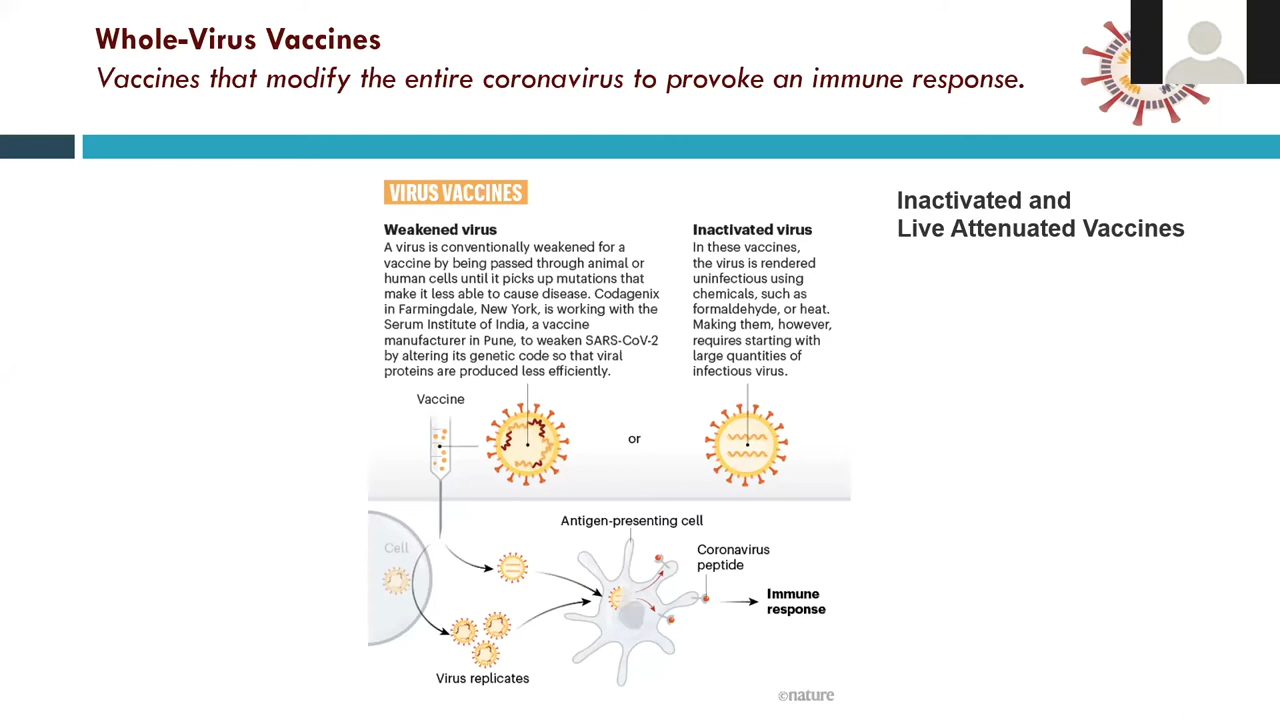 Whole-Virus Vaccines
Vaccines that modify the entire coronavirus to provoke an immune response.
VIRUS VACCINES
Weakened virus
A virus is conventionally weakened for a
vaccine by being passed through animal or
human cells until it picks up mutations that
make it less able to cause disease. Codagenix
in Farmingdale, New York, is working with the
Serum Institute of India, a vaccine
manufacturer in Pune, to weaken SARS-CoV-2
by altering its genetic code so that viral
proteins are produced less efficiently.
Inactivated virus
In these vaccines,
the virus is rendered
uninfectious using
chemicals, such as
formaldehyde, or heat.
Making them, however,
requires starting with
large quantities of
infectious virus.
Inactivated and
Live Attenuated Vaccines
Vaccine
or
Antigen-presenting cell
Cell
Coronavirus
peptide
Immune
response
Virus replicates
©nature